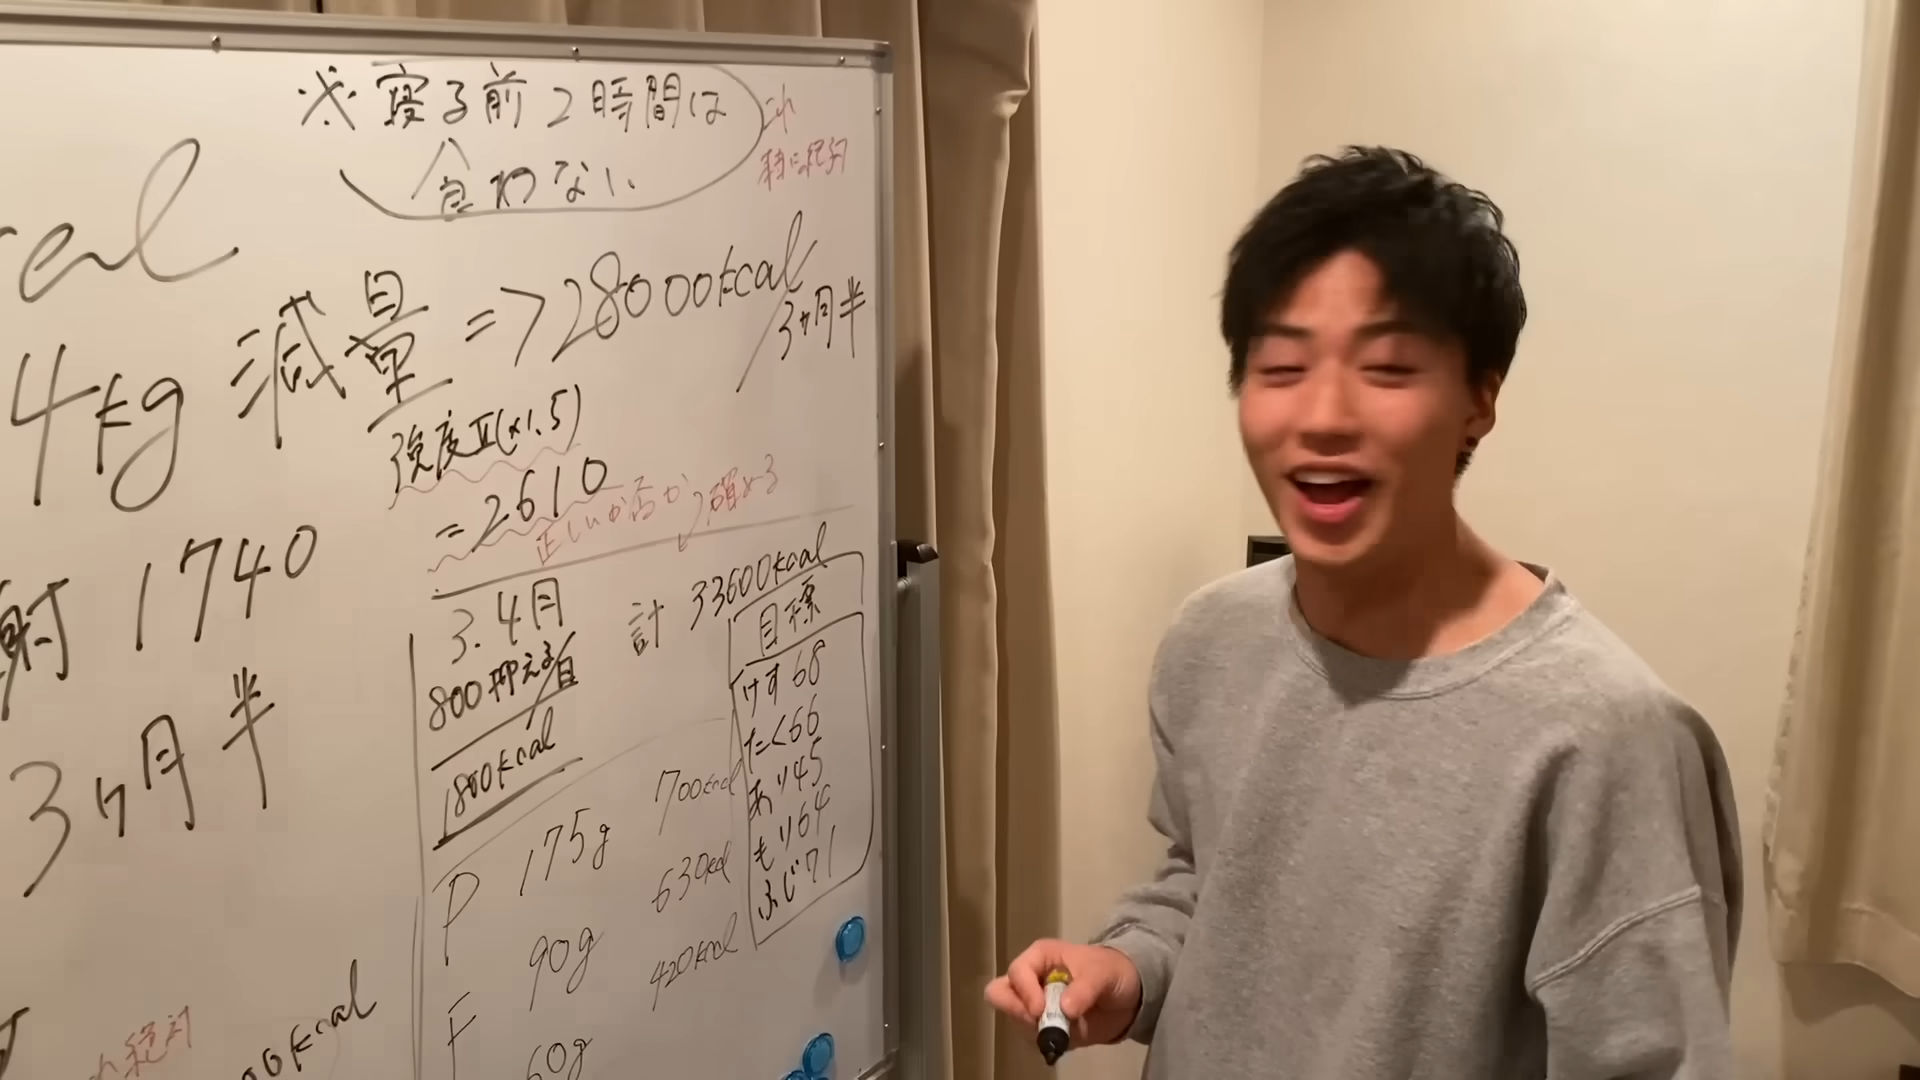 ※寝る前2時間は
食わない
これ
特に絶対
cal
4kg 減量 => 28000kcal
/3ヶ月半
強度Ⅱ(×1.5)
=2610
正しいか否か確める
射 1740
3ヶ月半
3.4月
計 33600kcal
800抑える/日
1800kcal
目標
けす68
たく66
あり45
もり64
ふじ71
P 175g 700kcal
F 90g 630kcal
60g 420kcal
絶対
00kcal